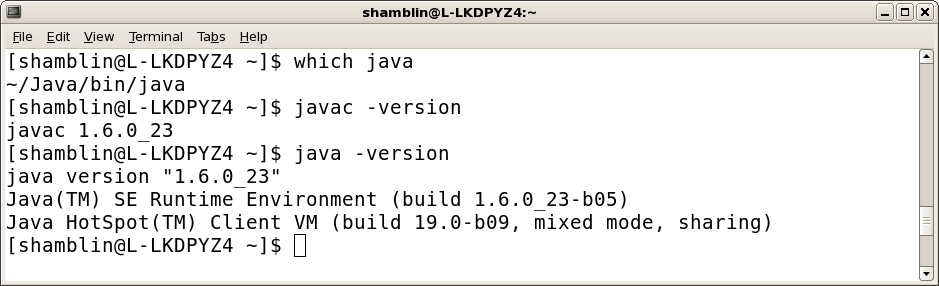 shamblin@L-LKDPYZ4:~
File Edit View Terminal Tabs Help
[shamblin@L-LKDPYZ4 ~]$ which java
~/Java/bin/java
[shamblin@L-LKDPYZ4 ~]$ javac -version
javac 1.6.0_23
[shamblin@L-LKDPYZ4 ~]$ java -version
java version "1.6.0_23"
Java(TM) SE Runtime Environment (build 1.6.0_23-b05)
Java HotSpot(TM) Client VM (build 19.0-b09, mixed mode, sharing)
[shamblin@L-LKDPYZ4 ~]$